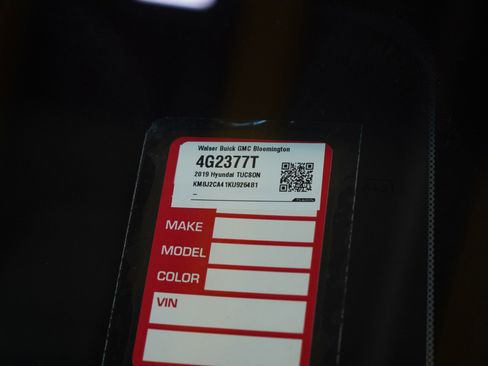 Walser Buick GMC Bloomington
4G2377T
2019 Hyundai TUCSON
KM8J2CA41KU926481
MAKE
MODEL
COLOR
VIN